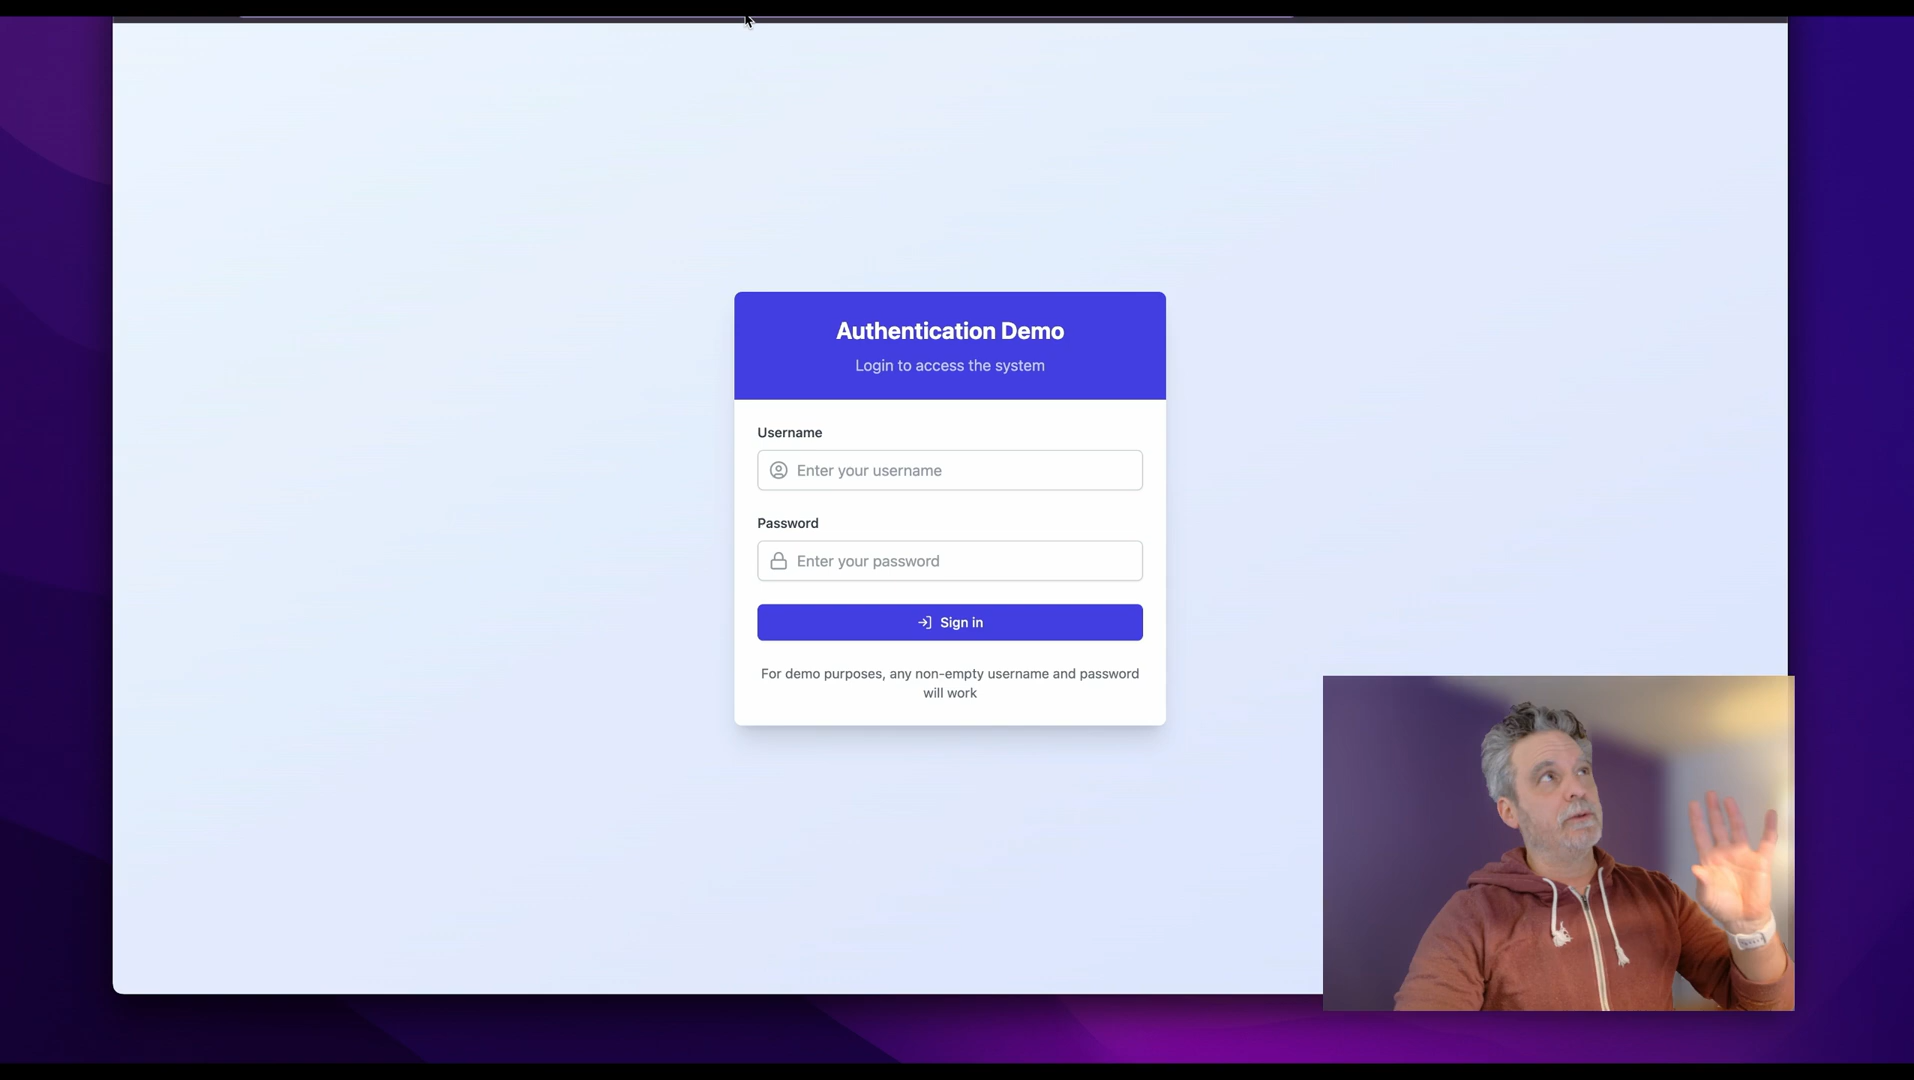 Authentication Demo
Login to access the system
Username
Enter your username
Password
Enter your password
Sign in
For demo purposes, any non-empty username and password
will work